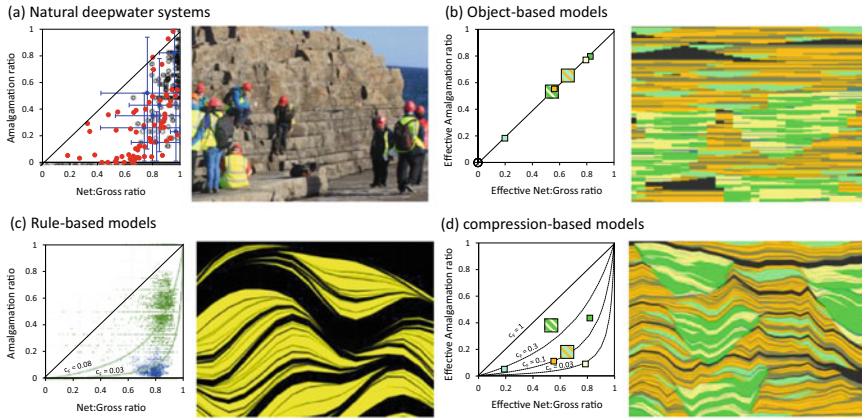 (a) Natural deepwater systems
1
0.8
0.6
0.4
0.2
0
Amalgamation ratio
0 0.2 0.4 0.6 0.8 1
Net:Gross ratio
(b) Object-based models
1
0.8
0.6
0.4
0.2
0
Effective Amalgamation ratio
0 0.2 0.4 0.6 0.8 1
Effective Net:Gross ratio
(c) Rule-based models
1
0.8
0.6
0.4
0.2
0
Amalgamation ratio
cf = 0.08
cf = 0.03
0 0.2 0.4 0.6 0.8 1
Net:Gross ratio
(d) compression-based models
1
0.8
0.6
0.4
0.2
0
Effective Amalgamation ratio
cf = 1
cf = 0.3
cf = 0.1
cf = 0.03
0 0.2 0.4 0.6 0.8 1
Effective Net:Gross ratio